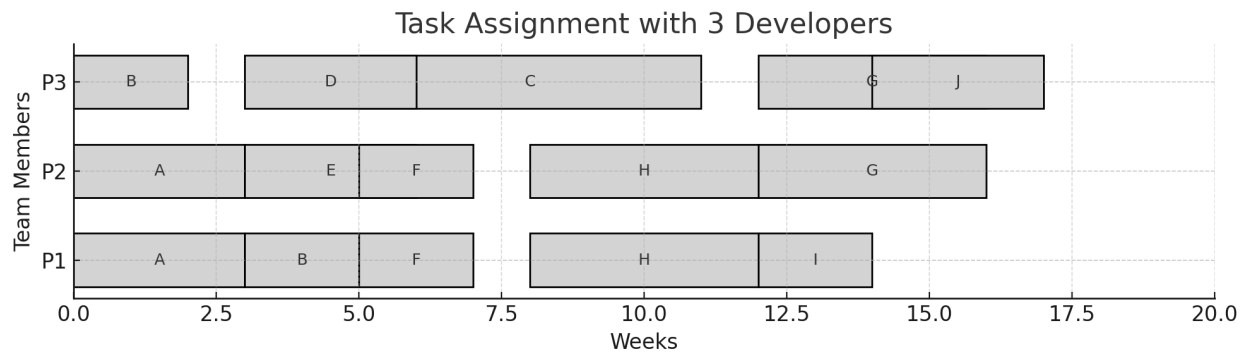 Task Assignment with 3 Developers
Team Members
P3 B D C G J
P2 A E F H G
P1 A B F H I
0.0 2.5 5.0 7.5 10.0 12.5 15.0 17.5 20.0
Weeks